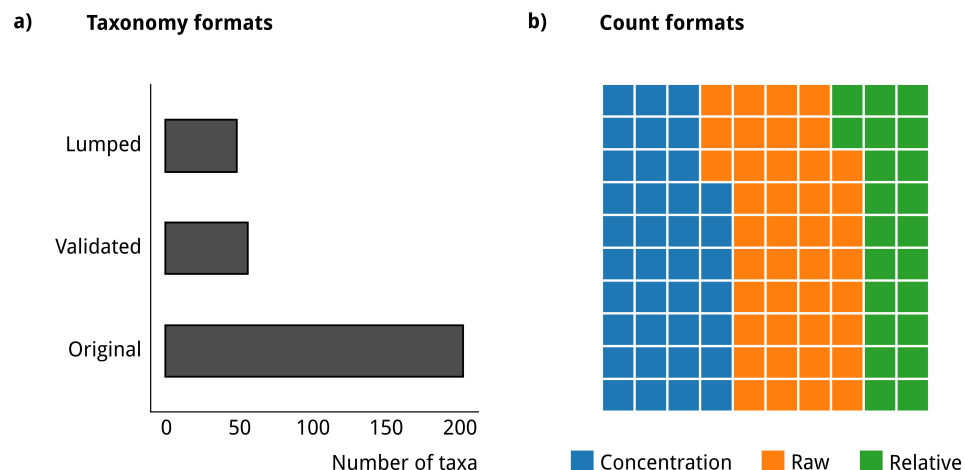 a) Taxonomy formats
Lumped
Validated
Original
0 50 100 150 200
Number of taxa
b) Count formats
Concentration Raw Relative